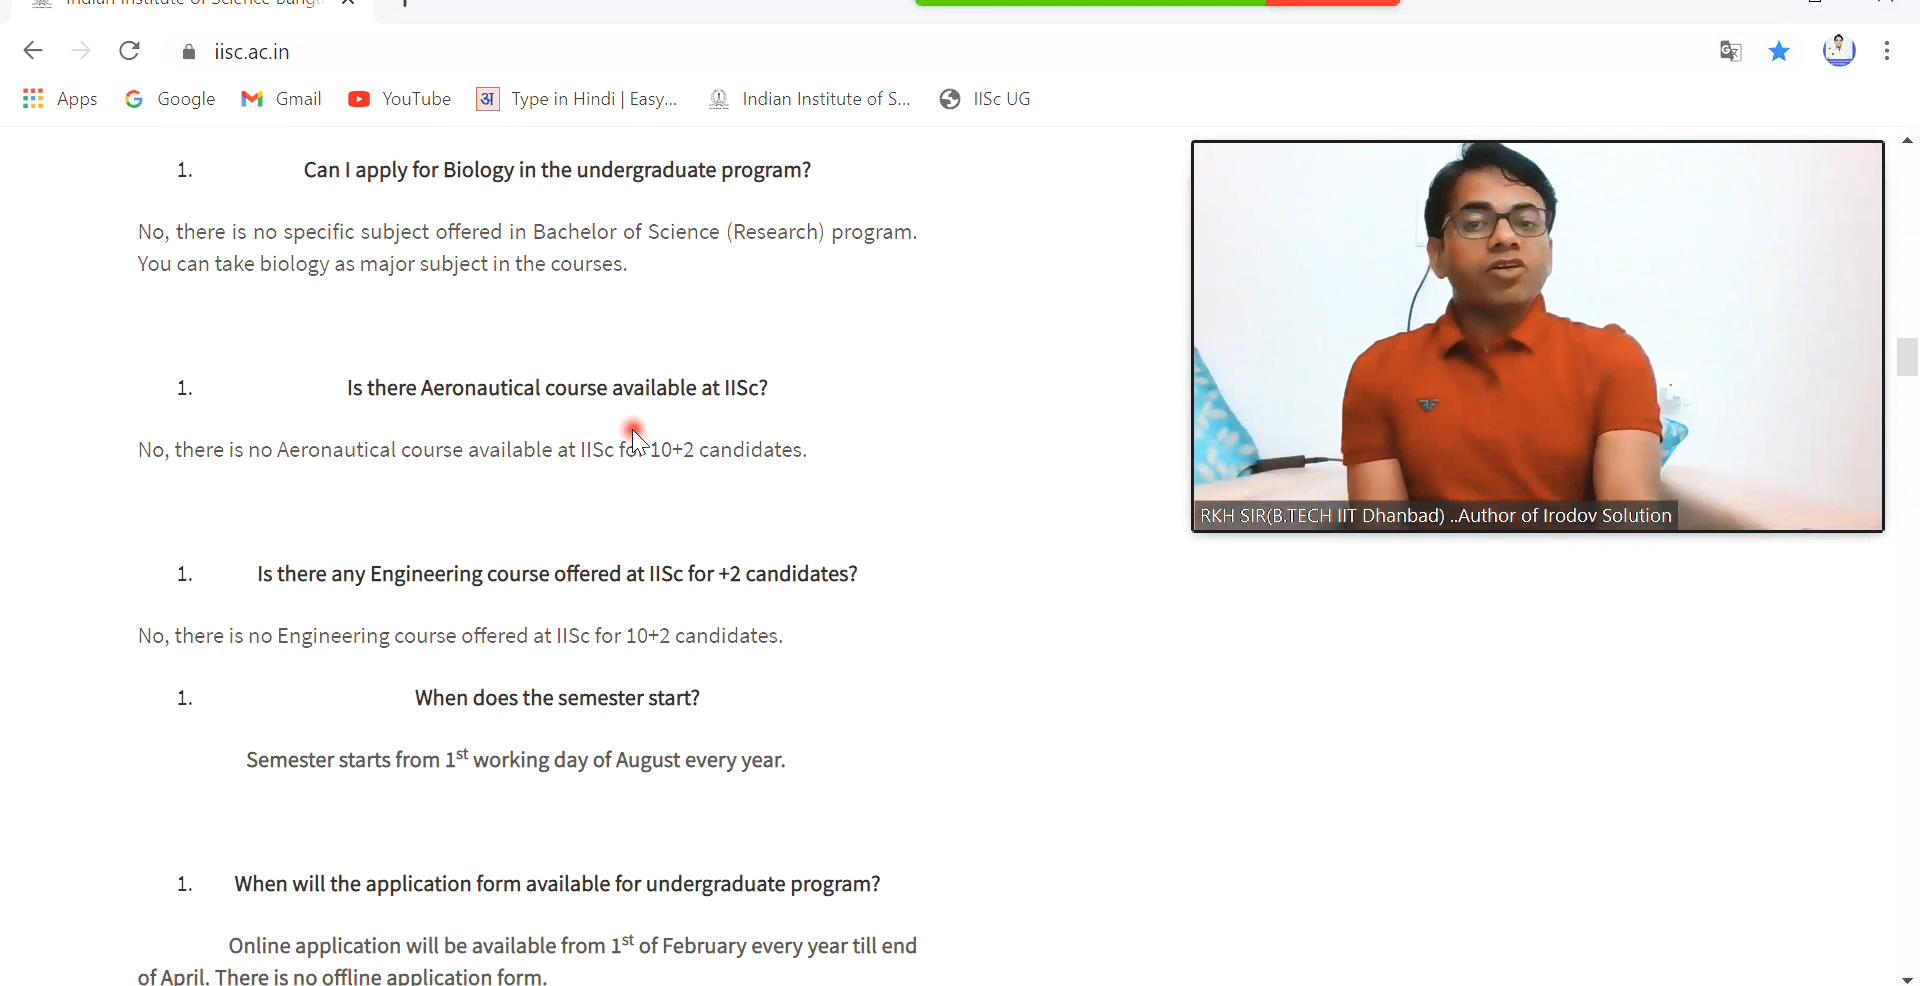 iisc.ac.in
Apps Google Gmail YouTube अ Type in Hindi | Easy... Indian Institute of S... IISc UG
1. Can I apply for Biology in the undergraduate program?
No, there is no specific subject offered in Bachelor of Science (Research) program.
You can take biology as major subject in the courses.
1. Is there Aeronautical course available at IISc?
No, there is no Aeronautical course available at IISc for 10+2 candidates.
1. Is there any Engineering course offered at IISc for +2 candidates?
No, there is no Engineering course offered at IISc for 10+2 candidates.
1. When does the semester start?
Semester starts from 1st working day of August every year.
1. When will the application form available for undergraduate program?
Online application will be available from 1st of February every year till end
of April. There is no offline application form.
RKH SIR(B.TECH IIT Dhanbad) ..Author of Irodov Solution